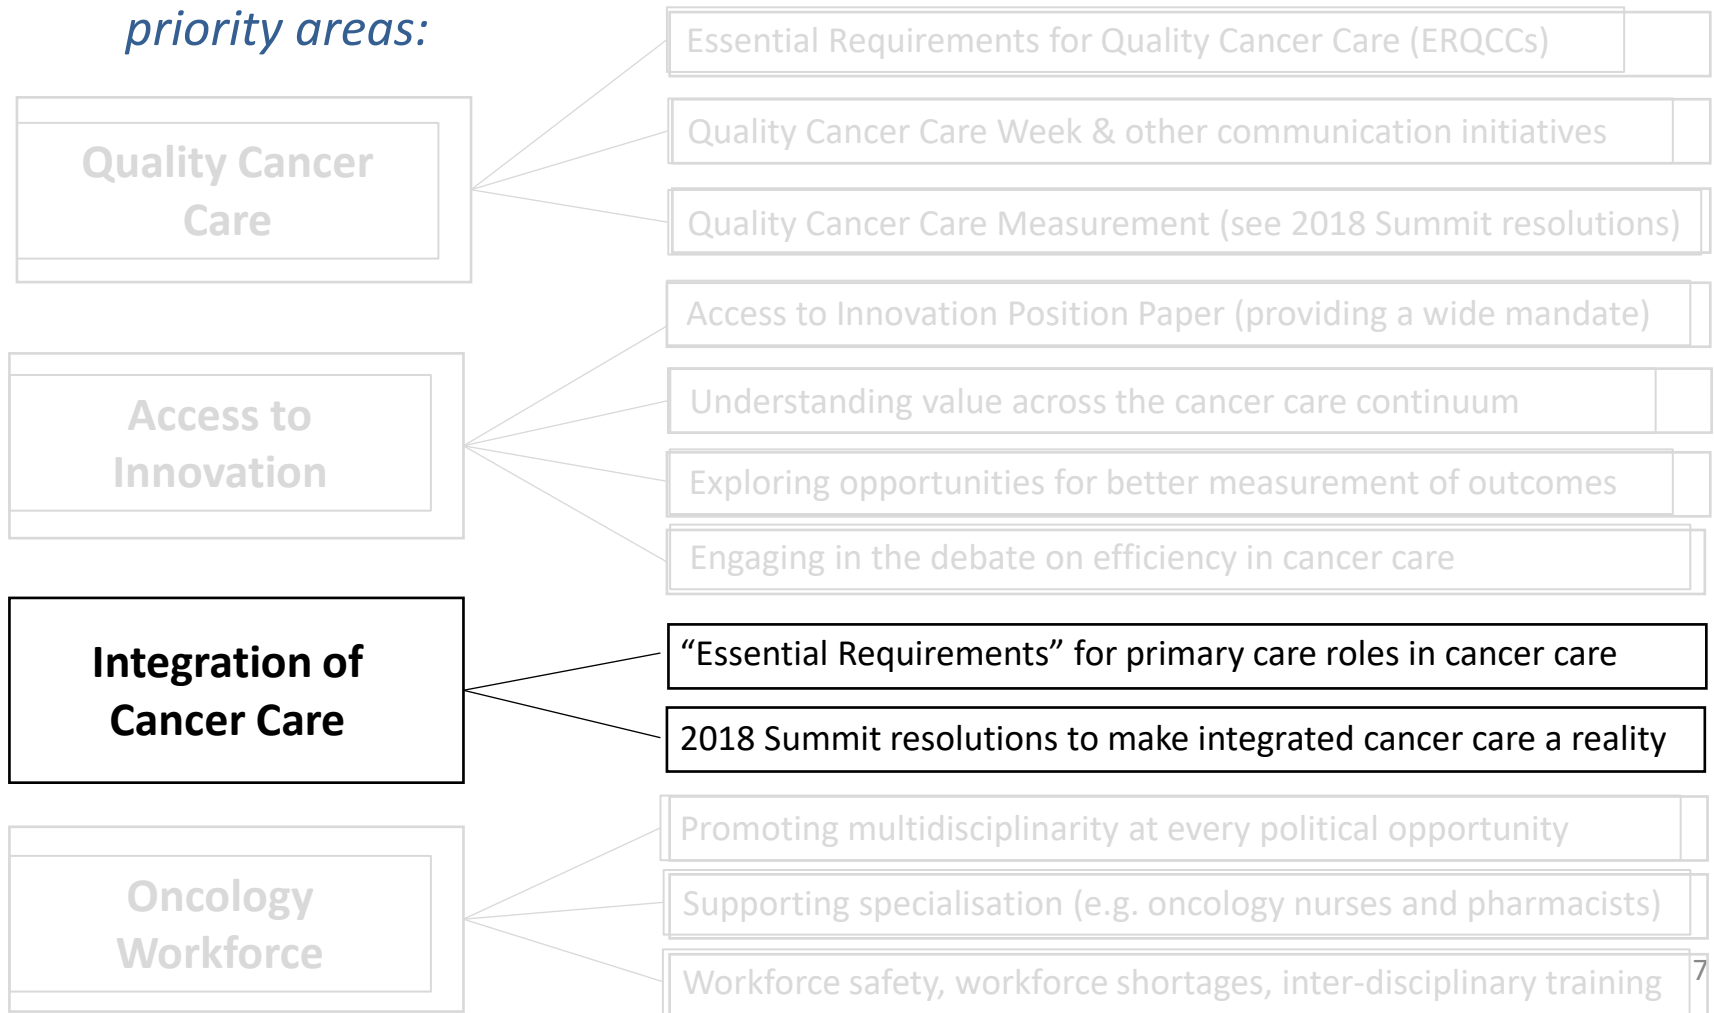 priority areas:
Quality Cancer
Care
Essential Requirements for Quality Cancer Care (ERQCCs)
Quality Cancer Care Week & other communication initiatives
Quality Cancer Care Measurement (see 2018 Summit resolutions)
Access to
Innovation
Access to Innovation Position Paper (providing a wide mandate)
Understanding value across the cancer care continuum
Exploring opportunities for better measurement of outcomes
Engaging in the debate on efficiency in cancer care
Integration of
Cancer Care
“Essential Requirements” for primary care roles in cancer care
2018 Summit resolutions to make integrated cancer care a reality
Oncology
Workforce
Promoting multidisciplinarity at every political opportunity
Supporting specialisation (e.g. oncology nurses and pharmacists)
Workforce safety, workforce shortages, inter-disciplinary training
7